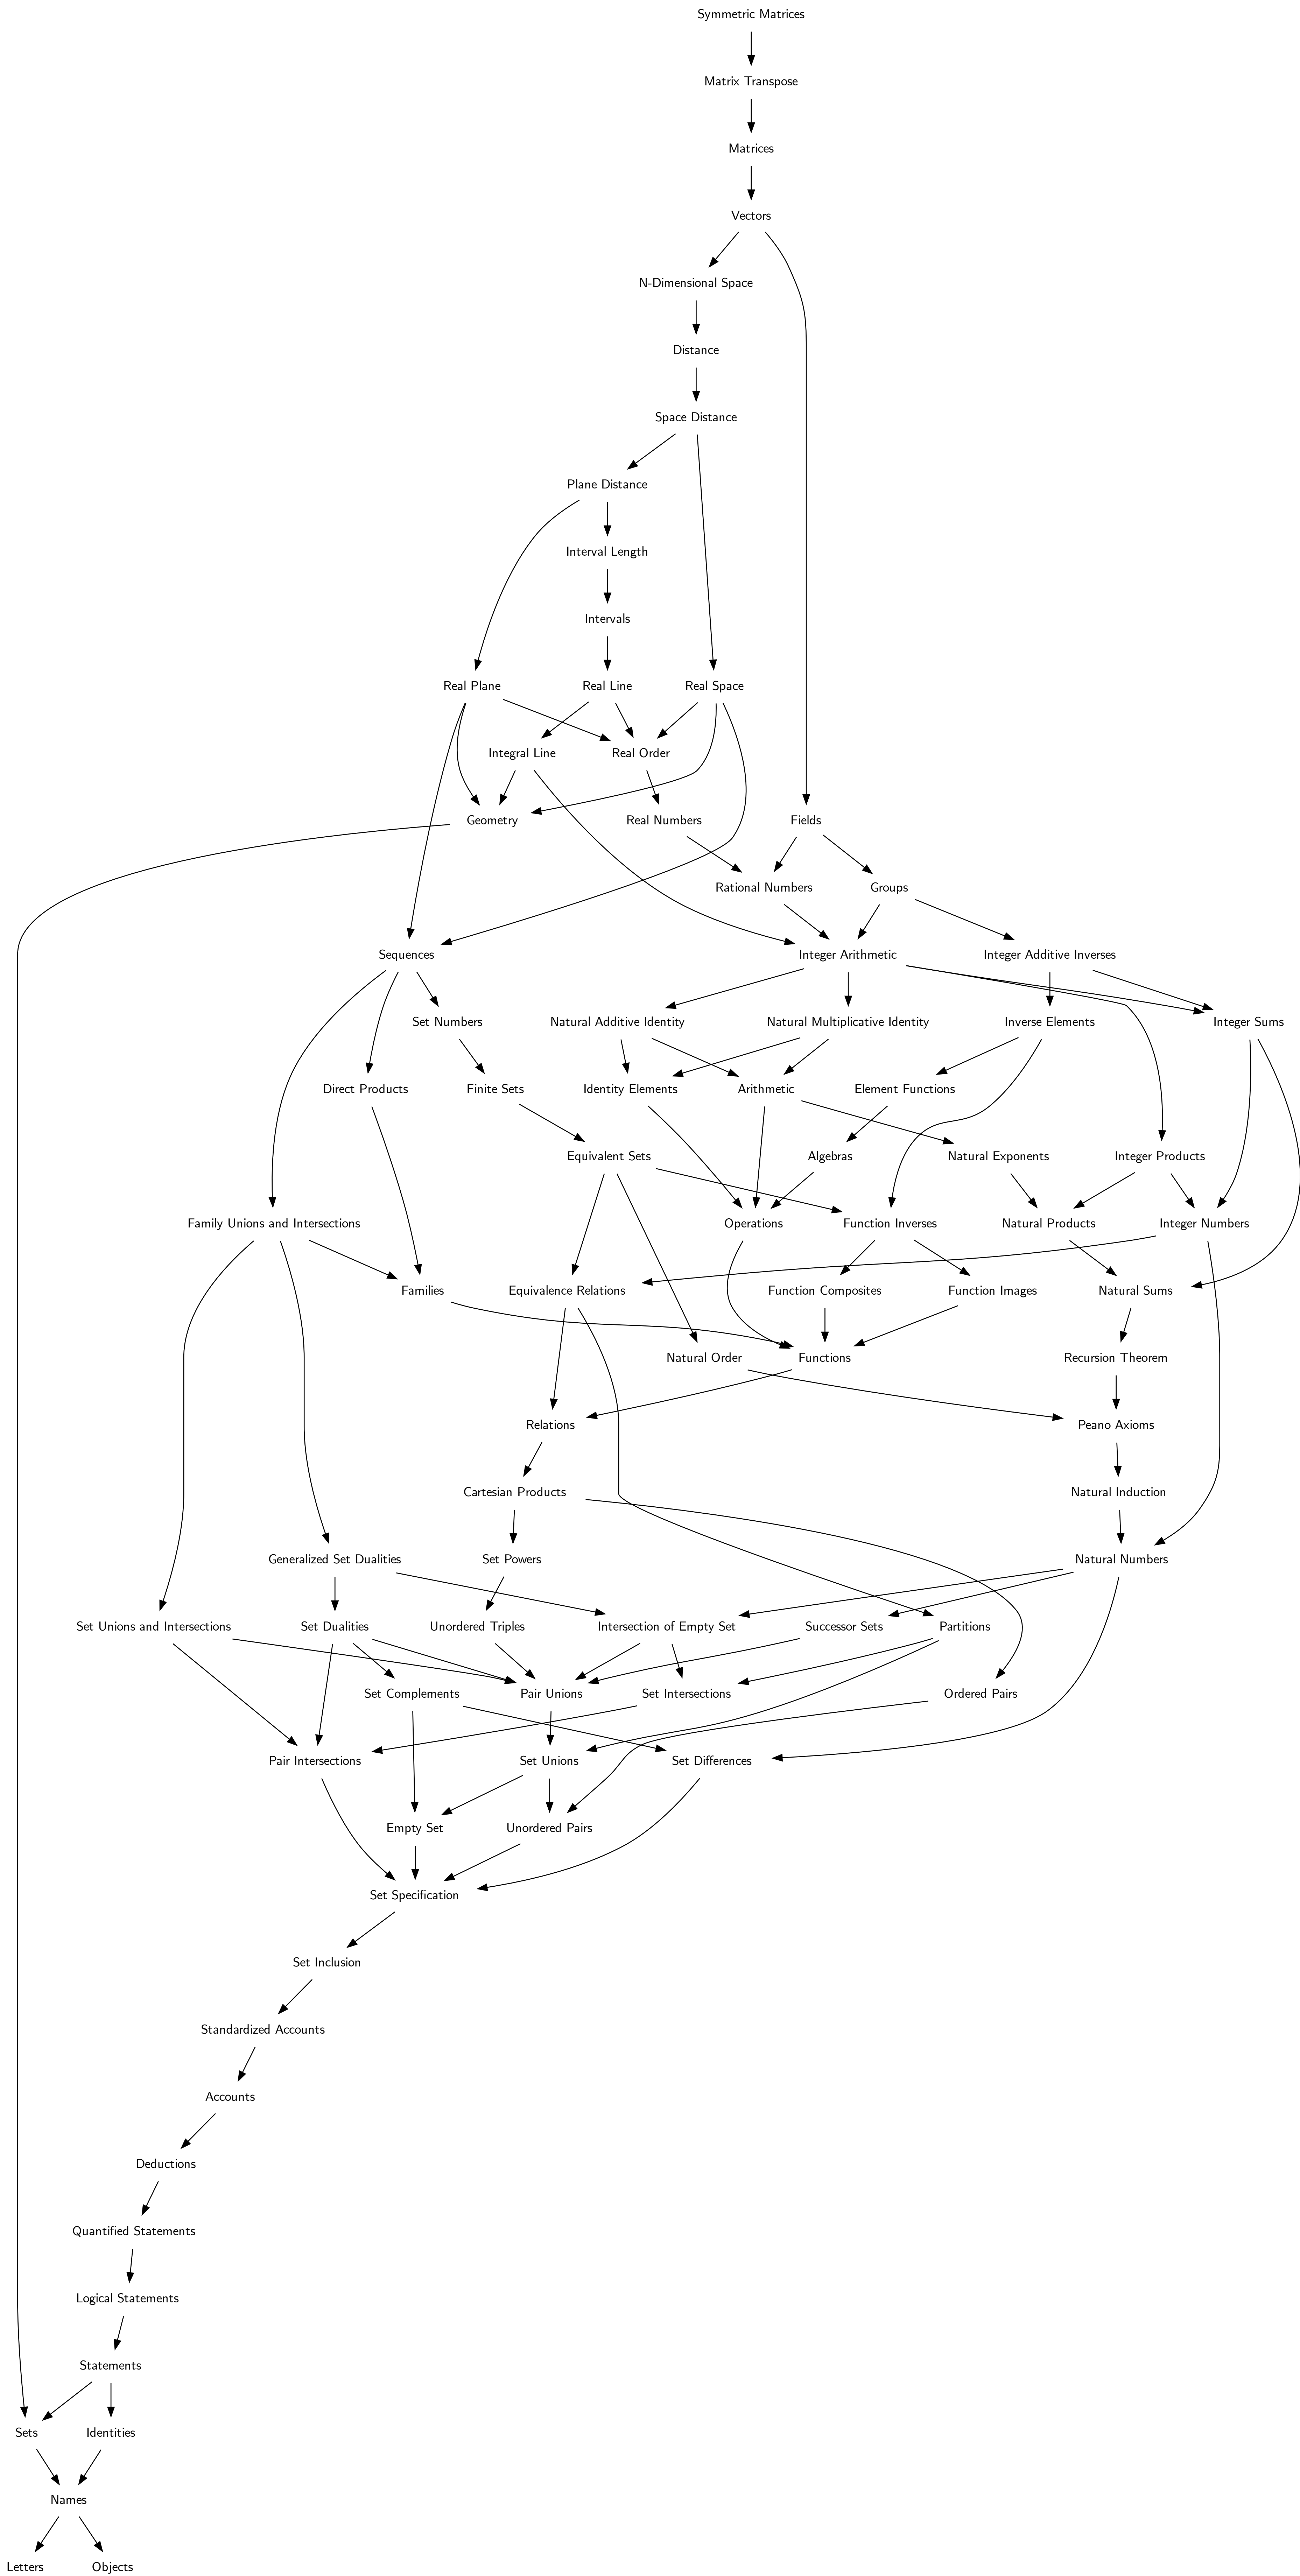 Symmetric Matrices
Matrix Transpose
Matrices
Vectors
N-Dimensional Space
Distance
Space Distance
Plane Distance
Interval Length
Intervals
Real Plane
Real Line
Real Space
Integral Line
Real Order
Geometry
Real Numbers
Fields
Rational Numbers
Groups
Sequences
Integer Arithmetic
Integer Additive Inverses
Set Numbers
Natural Additive Identity
Natural Multiplicative Identity
Inverse Elements
Integer Sums
Direct Products
Finite Sets
Identity Elements
Arithmetic
Element Functions
Equivalent Sets
Algebras
Natural Exponents
Integer Products
Family Unions and Intersections
Operations
Function Inverses
Natural Products
Integer Numbers
Families
Equivalence Relations
Function Composites
Function Images
Natural Sums
Natural Order
Functions
Recursion Theorem
Relations
Peano Axioms
Cartesian Products
Natural Induction
Generalized Set Dualities
Set Powers
Natural Numbers
Set Unions and Intersections
Set Dualities
Unordered Triples
Intersection of Empty Set
Successor Sets
Partitions
Set Complements
Pair Unions
Set Intersections
Ordered Pairs
Pair Intersections
Set Unions
Set Differences
Empty Set
Unordered Pairs
Set Specification
Set Inclusion
Standardized Accounts
Accounts
Deductions
Quantified Statements
Logical Statements
Statements
Sets
Identities
Names
Letters
Objects